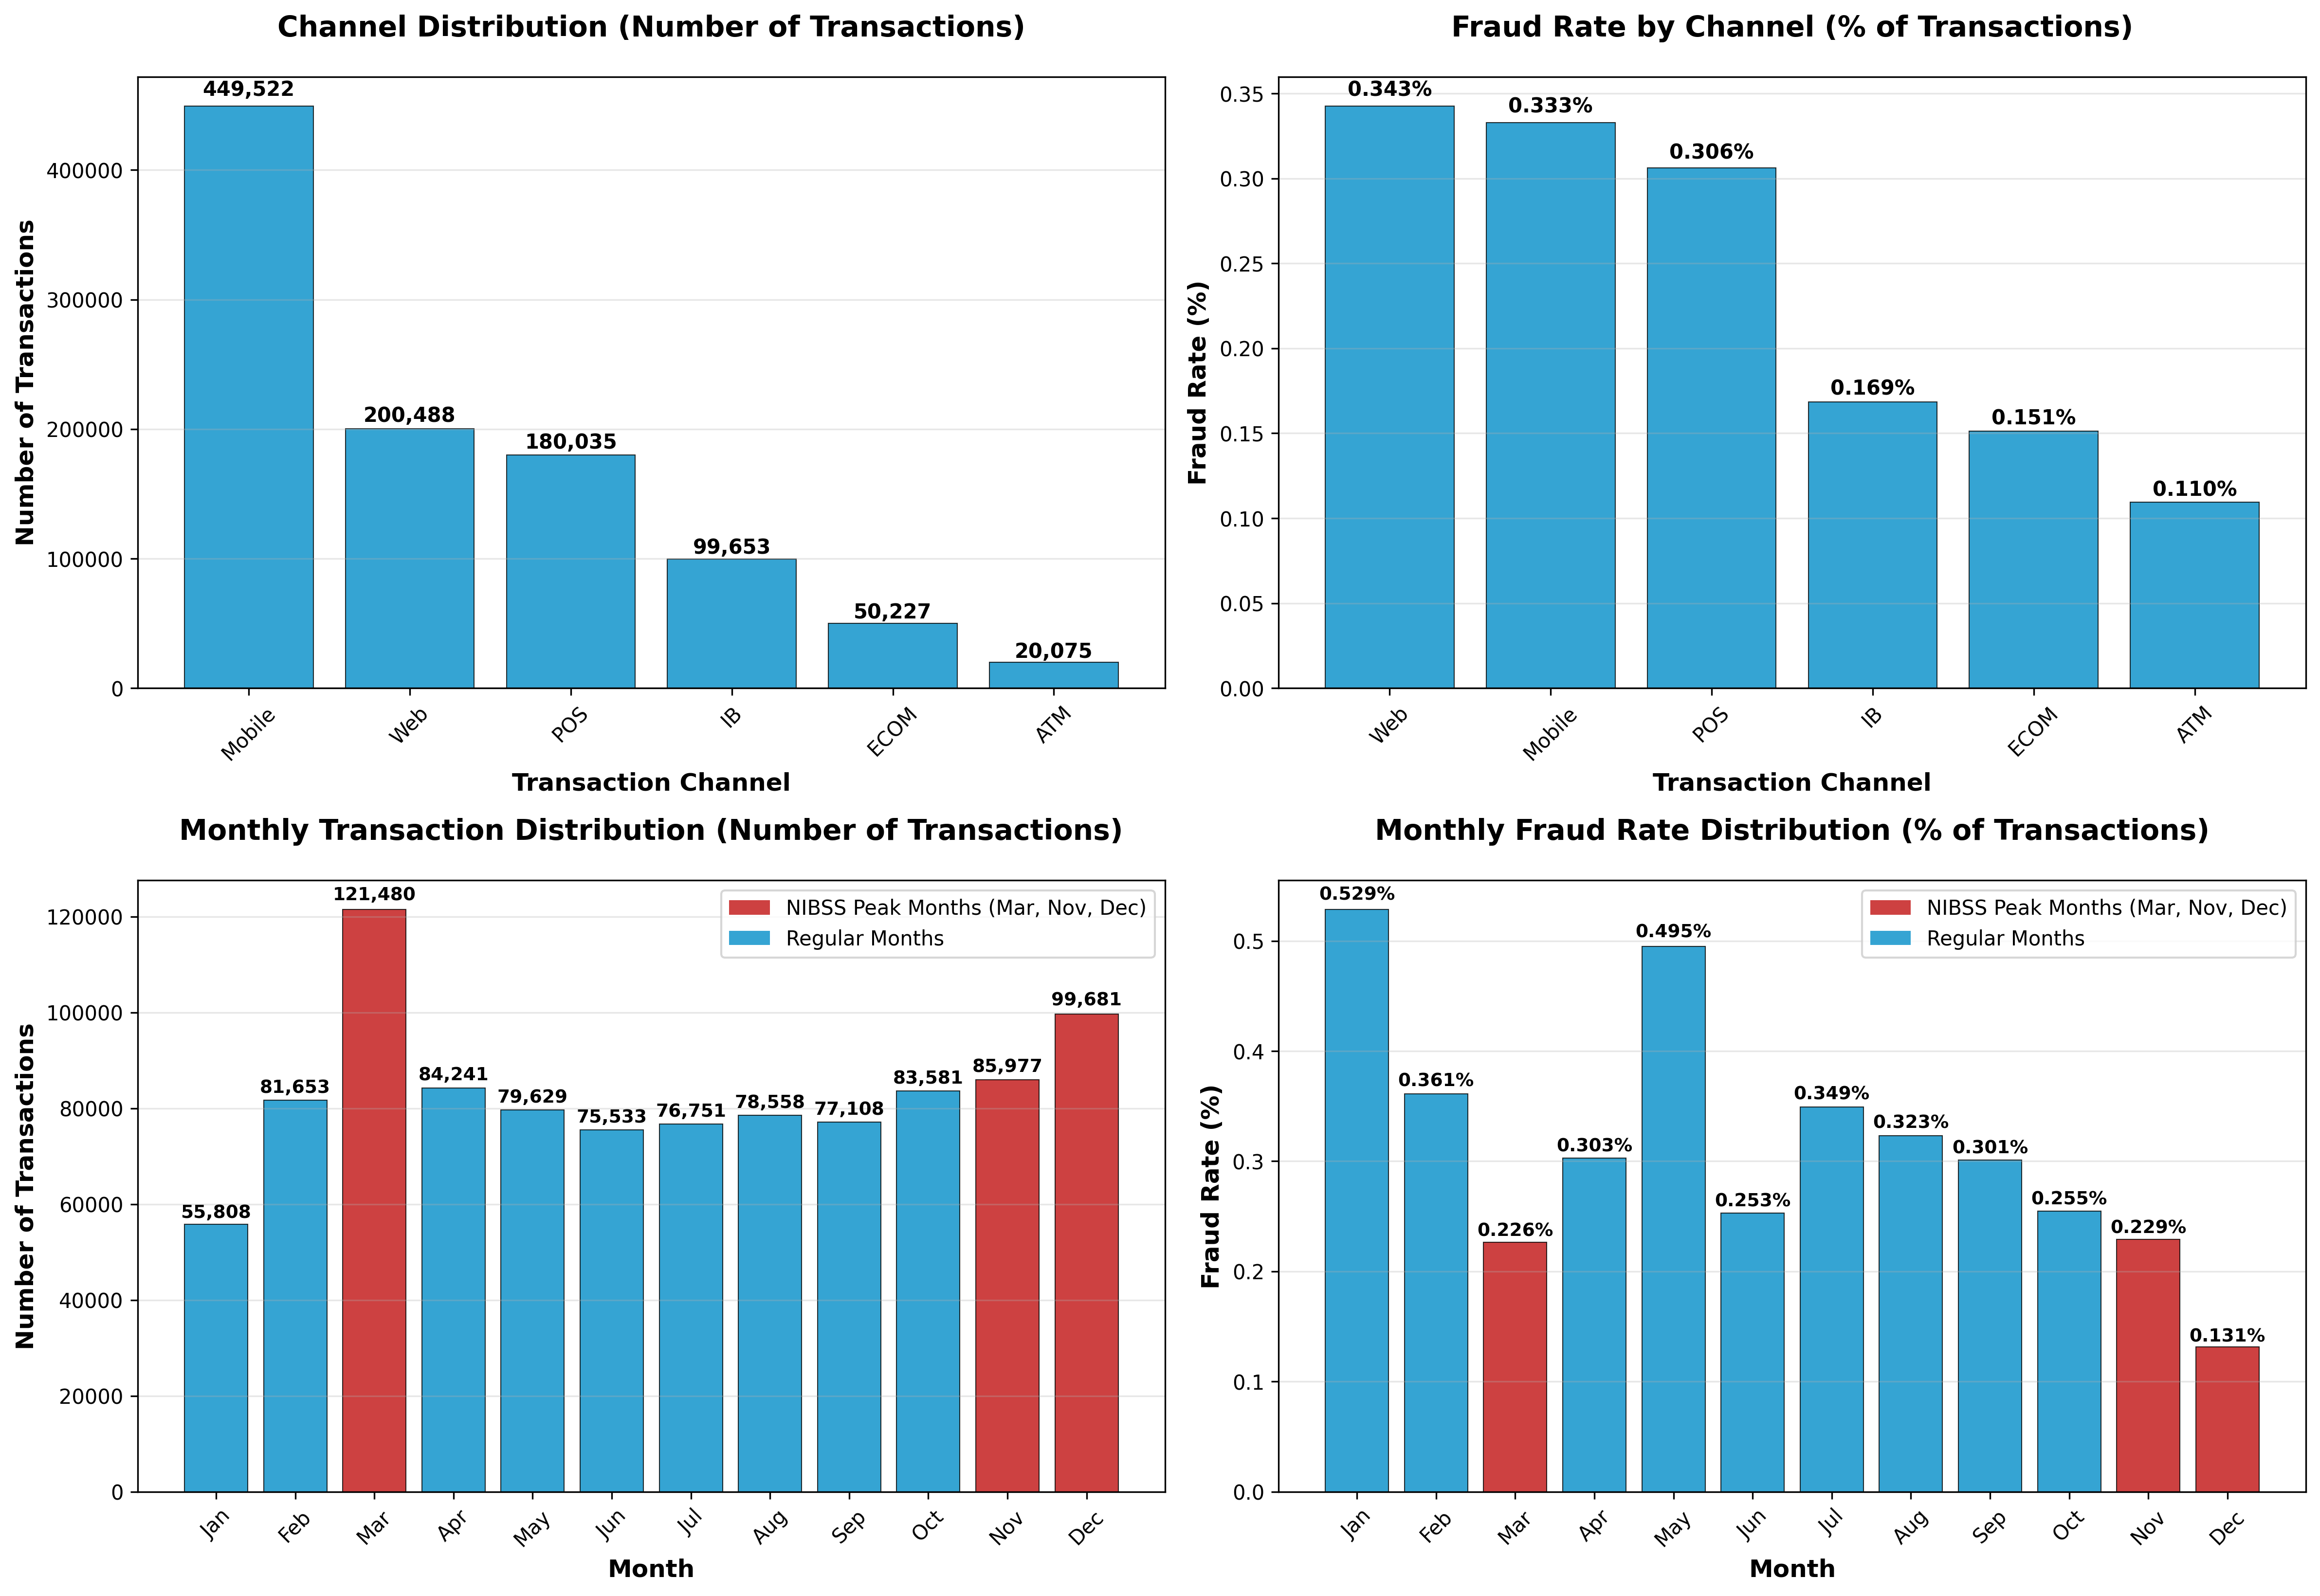 Channel Distribution (Number of Transactions)
Number of Transactions
400000
300000
200000
100000
0
449,522
200,488
180,035
99,653
50,227
20,075
Mobile
Web
POS
IB
ECOM
ATM
Transaction Channel
Fraud Rate by Channel (% of Transactions)
Fraud Rate (%)
0.35
0.30
0.25
0.20
0.15
0.10
0.05
0.00
0.343%
0.333%
0.306%
0.169%
0.151%
0.110%
Web
Mobile
POS
IB
ECOM
ATM
Transaction Channel
Monthly Transaction Distribution (Number of Transactions)
Number of Transactions
120000
100000
80000
60000
40000
20000
0
NIBSS Peak Months (Mar, Nov, Dec)
Regular Months
55,808
81,653
121,480
84,241
79,629
75,533
76,751
78,558
77,108
83,581
85,977
99,681
Jan
Feb
Mar
Apr
May
Jun
Jul
Aug
Sep
Oct
Nov
Dec
Month
Monthly Fraud Rate Distribution (% of Transactions)
Fraud Rate (%)
0.5
0.4
0.3
0.2
0.1
0.0
NIBSS Peak Months (Mar, Nov, Dec)
Regular Months
0.529%
0.361%
0.226%
0.303%
0.495%
0.253%
0.349%
0.323%
0.301%
0.255%
0.229%
0.131%
Jan
Feb
Mar
Apr
May
Jun
Jul
Aug
Sep
Oct
Nov
Dec
Month